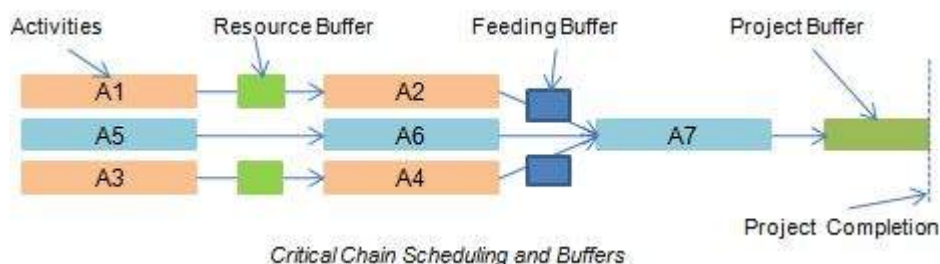 Activities Resource Buffer Feeding Buffer Project Buffer
A1 A2
A5 A6 A7
A3 A4
Project Completion
Critical Chain Scheduling and Buffers